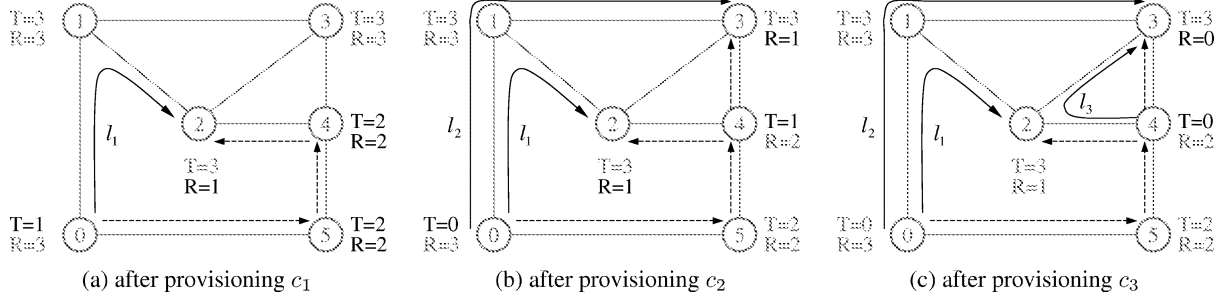 T=3
R=3
1
3
T=3
R=3
l1
2
4
T=2
R=2
T=3
R=1
T=1
R=3
0
5
T=2
R=2
(a) after provisioning c1
T=3
R=3
1
3
T=3
R=1
l2
l1
2
4
T=1
R=2
T=3
R=1
T=0
R=3
0
5
T=2
R=2
(b) after provisioning c2
T=3
R=3
1
3
T=3
R=0
l2
l1
l3
2
4
T=0
R=2
T=3
R=1
T=0
R=3
0
5
T=2
R=2
(c) after provisioning c3